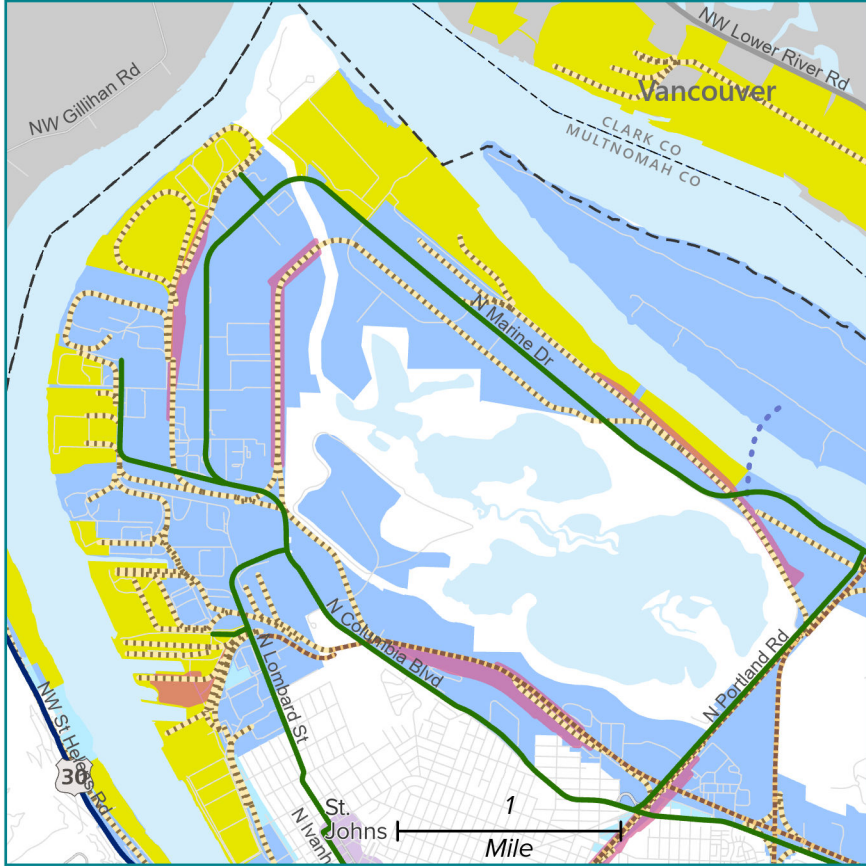 NW Lower River Rd
NW Gillihan Rd
Vancouver
CLARK CO
MULTNOMAH CO
N Marine Dr
N Columbia Blvd
N Portland Rd
N Lombard St
NW St Helens Rd
30
St.
Johns
N Ivanh
1
Mile